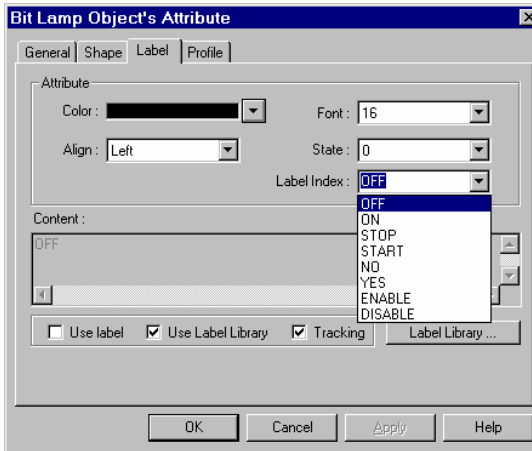 Bit Lamp Object's Attribute
General Shape Label Profile
Attribute
Color : Font : 16
Align : Left State : 0
Label Index : OFF
OFF
ON
STOP
START
NO
YES
ENABLE
DISABLE
Content :
OFF
Use label Use Label Library Tracking Label Library ...
OK Cancel Apply Help